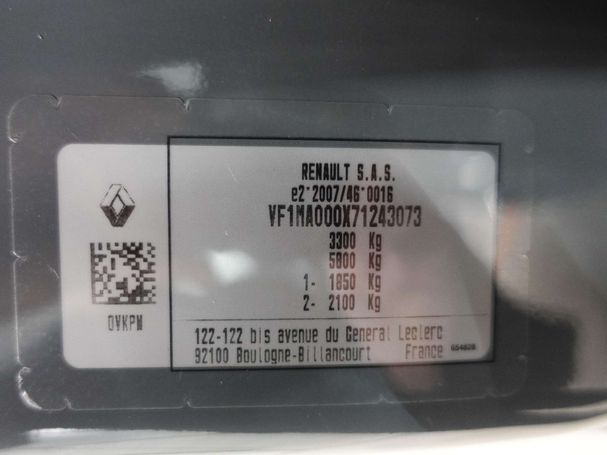 RENAULT S.A.S.
e2*2007/46*0016
VF1MA000X71243073
3300 Kg
5800 Kg
1- 1850 Kg
2- 2100 Kg
OVKPN
122-122 bis avenue du General Leclerc
92100 Boulogne-Billancourt France